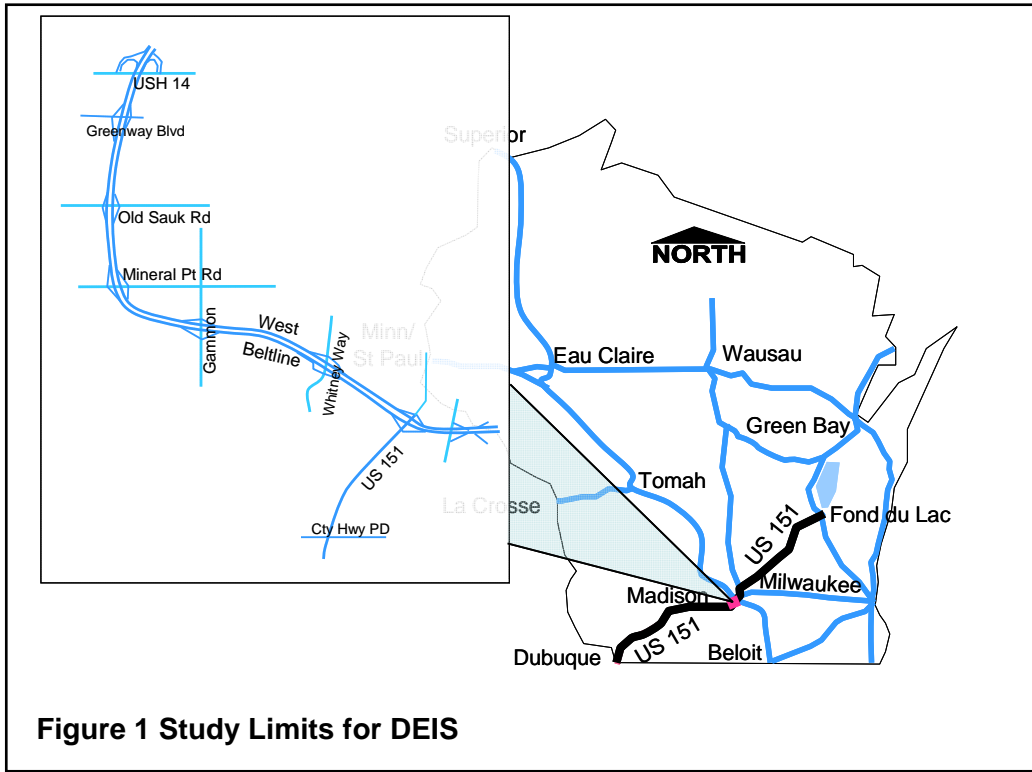 USH 14
Greenway Blvd
Old Sauk Rd
Mineral Pt Rd
Gammon
West
Beltline
Whitney Way
US 151
Cty Hwy PD
Superior
NORTH
Minn/
St Paul
Eau Claire
Wausau
Green Bay
Tomah
La Crosse
Fond du Lac
US 151
Milwaukee
Madison
US 151
Dubuque
Beloit
Figure 1 Study Limits for DEIS